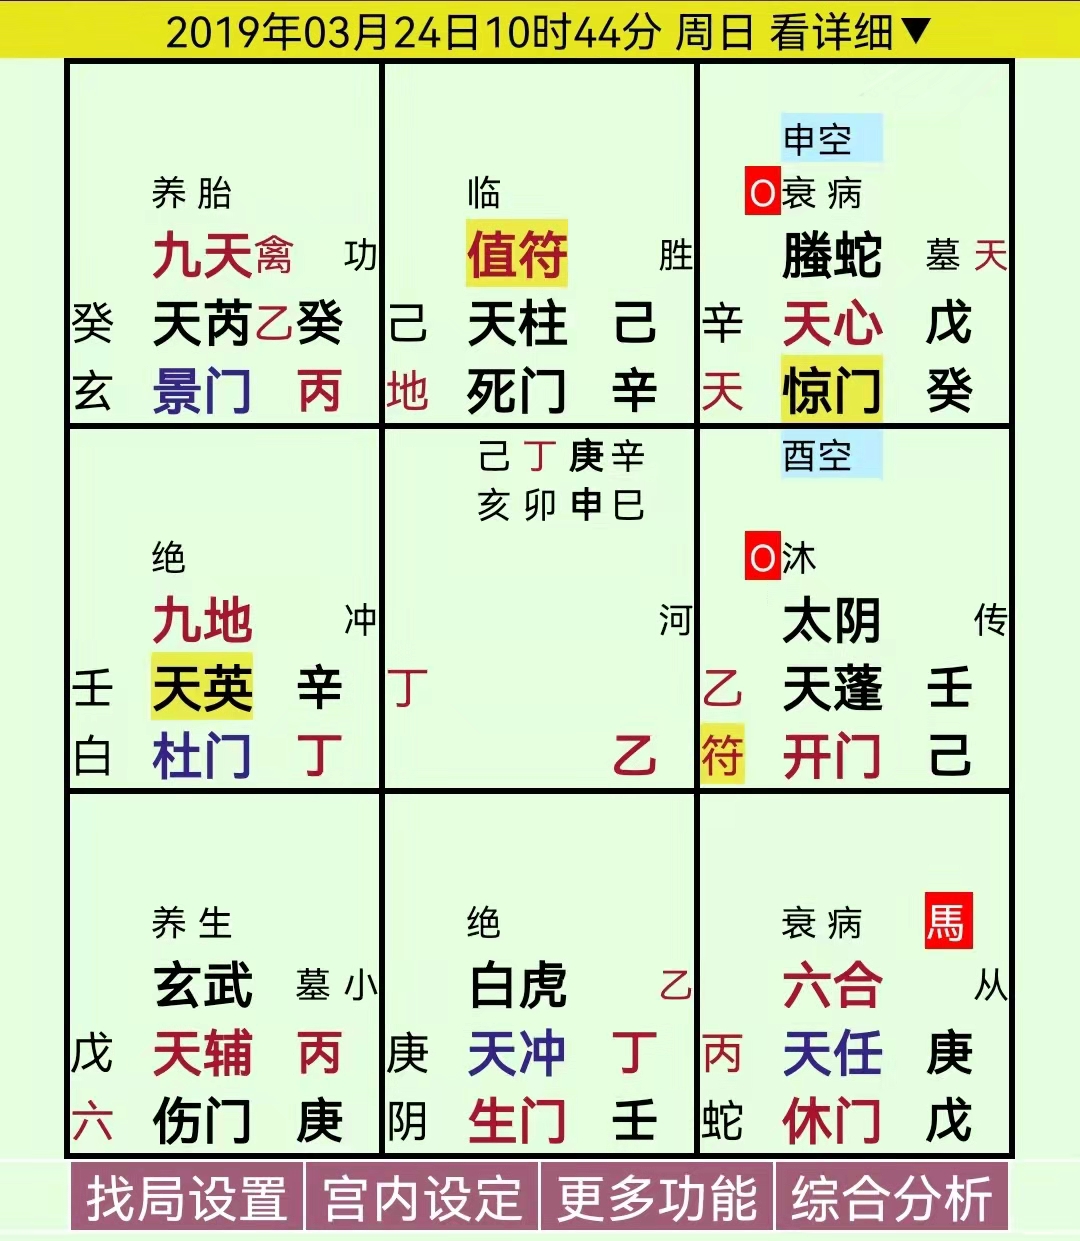 2019年03月24日10时44分 周日 看详细▼
养 胎
九天禽 功
癸 天芮乙癸
玄 景门 丙
临
值符 胜
己 天柱 己
地 死门 辛
申空
O衰 病
螣蛇 墓 天
辛 天心 戊
天 惊门 癸
绝
九地 冲
壬 天英 辛
白 杜门 丁
己 丁 庚 辛
亥 卯 申 巳
河
丁
乙
酉空
O沐
太阴 传
乙 天蓬 壬
符 开门 己
养 生
玄武 墓 小
戊 天辅 丙
六 伤门 庚
绝
白虎 乙
庚 天冲 丁
阴 生门 壬
衰 病 馬
六合 从
丙 天任 庚
蛇 休门 戊
找局设置 宫内设定 更多功能 综合分析